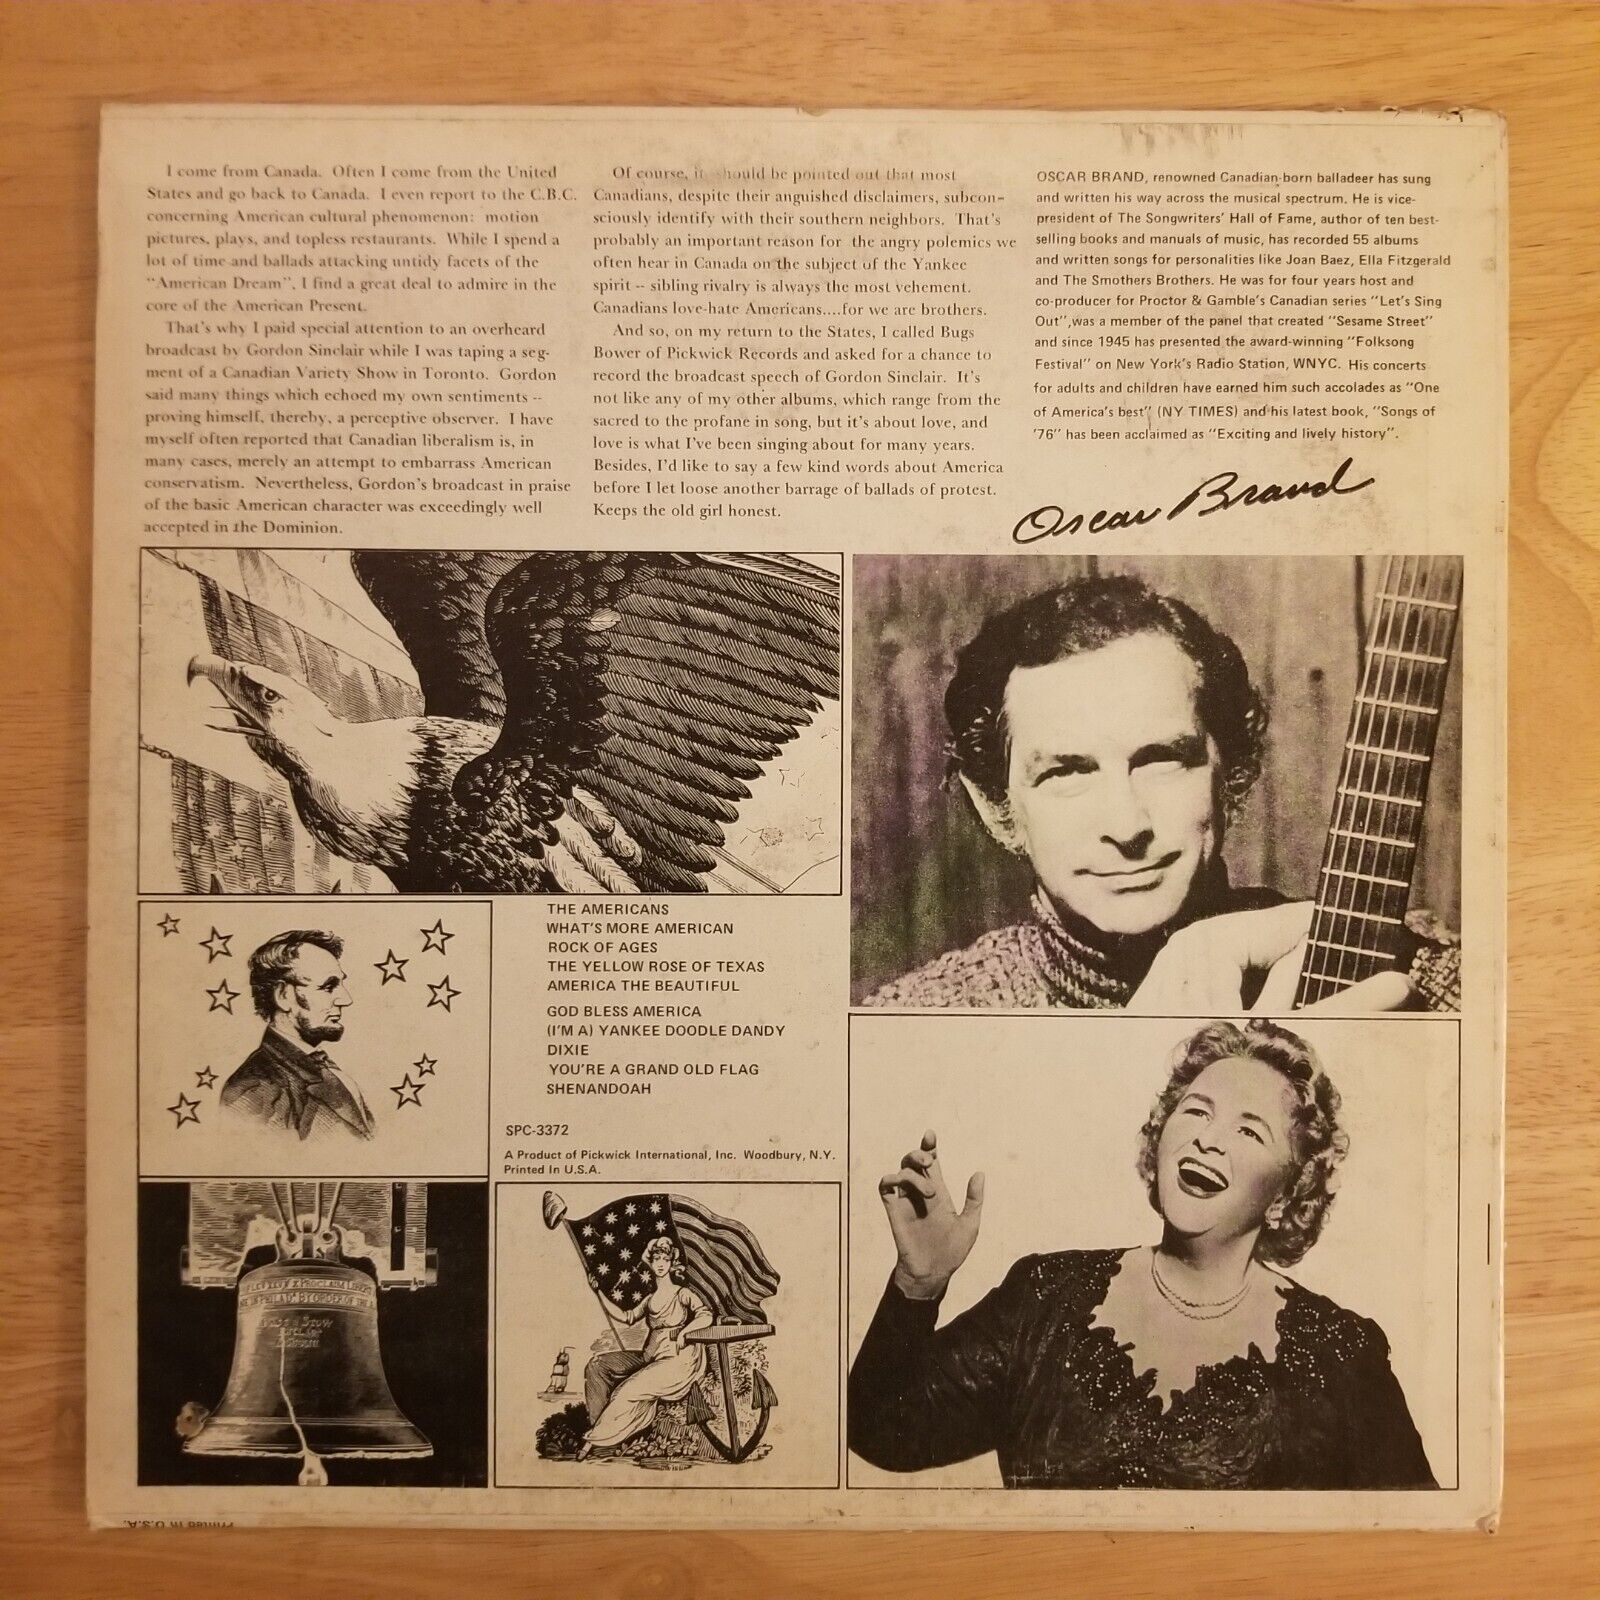 I come from Canada. Often I come from the United
States and go back to Canada. I even report to the C.B.C.
concerning American cultural phenomenon: motion
pictures, plays, and topless restaurants. While I spend a
lot of time and ballads attacking untidy facets of the
"American Dream", I find a great deal to admire in the
core of the American Present.
That's why I paid special attention to an overheard
broadcast by Gordon Sinclair while I was taping a seg-
ment of a Canadian Variety Show in Toronto. Gordon
said many things which echoed my own sentiments --
proving himself, thereby, a perceptive observer. I have
myself often reported that Canadian liberalism is, in
many cases, merely an attempt to embarrass American
conservatism. Nevertheless, Gordon's broadcast in praise
of the basic American character was exceedingly well
accepted in the Dominion.
Of course, it should be pointed out that most
Canadians, despite their anguished disclaimers, subcon-
sciously identify with their southern neighbors. That's
probably an important reason for the angry polemics we
often hear in Canada on the subject of the Yankee
spirit -- sibling rivalry is always the most vehement.
Canadians love-hate Americans....for we are brothers.
And so, on my return to the States, I called Bugs
Bower of Pickwick Records and asked for a chance to
record the broadcast speech of Gordon Sinclair. It's
not like any of my other albums, which range from the
sacred to the profane in song, but it's about love, and
love is what I've been singing about for many years.
Besides, I'd like to say a few kind words about America
before I let loose another barrage of ballads of protest.
Keeps the old girl honest.
OSCAR BRAND, renowned Canadian-born balladeer has sung
and written his way across the musical spectrum. He is vice-
president of The Songwriters' Hall of Fame, author of ten best-
selling books and manuals of music, has recorded 55 albums
and written songs for personalities like Joan Baez, Ella Fitzgerald
and The Smothers Brothers. He was for four years host and
co-producer for Proctor & Gamble's Canadian series "Let's Sing
Out",was a member of the panel that created "Sesame Street"
and since 1945 has presented the award-winning "Folksong
Festival" on New York's Radio Station, WNYC. His concerts
for adults and children have earned him such accolades as "One
of America's best" (NY TIMES) and his latest book, "Songs of
'76" has been acclaimed as "Exciting and lively history".
Oscar Brand
THE AMERICANS
WHAT'S MORE AMERICAN
ROCK OF AGES
THE YELLOW ROSE OF TEXAS
AMERICA THE BEAUTIFUL
GOD BLESS AMERICA
(I'M A) YANKEE DOODLE DANDY
DIXIE
YOU'RE A GRAND OLD FLAG
SHENANDOAH
SPC-3372
A Product of Pickwick International, Inc. Woodbury, N.Y.
Printed In U.S.A.
X PROCLAIM LIBER
IN PHILADA BY ORDER OF THE
PASS & STOW
Printed In U.S.A.